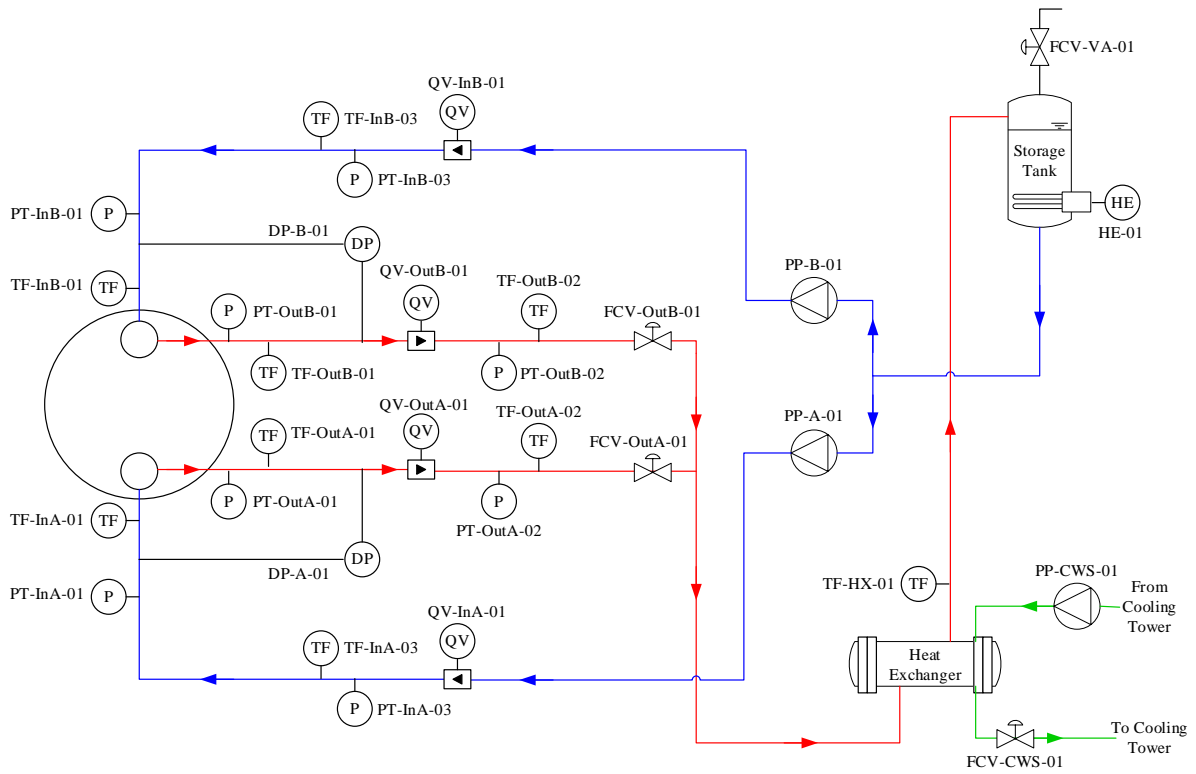 FCV-VA-01
QV-InB-01
QV
TF
TF-InB-03
P
PT-InB-03
Storage
Tank
HE
HE-01
PT-InB-01
P
DP-B-01
DP
QV-OutB-01
QV
TF-OutB-02
TF
PP-B-01
TF-InB-01
TF
P
PT-OutB-01
FCV-OutB-01
TF
TF-OutB-01
P
PT-OutB-02
QV-OutA-01
QV
TF-OutA-02
TF
PP-A-01
TF
TF-OutA-01
FCV-OutA-01
P
PT-OutA-01
P
PT-OutA-02
TF-InA-01
TF
DP
DP-A-01
PT-InA-01
P
TF-HX-01
TF
PP-CWS-01
From
Cooling
Tower
QV-InA-01
QV
TF
TF-InA-03
P
PT-InA-03
Heat
Exchanger
To Cooling
Tower
FCV-CWS-01